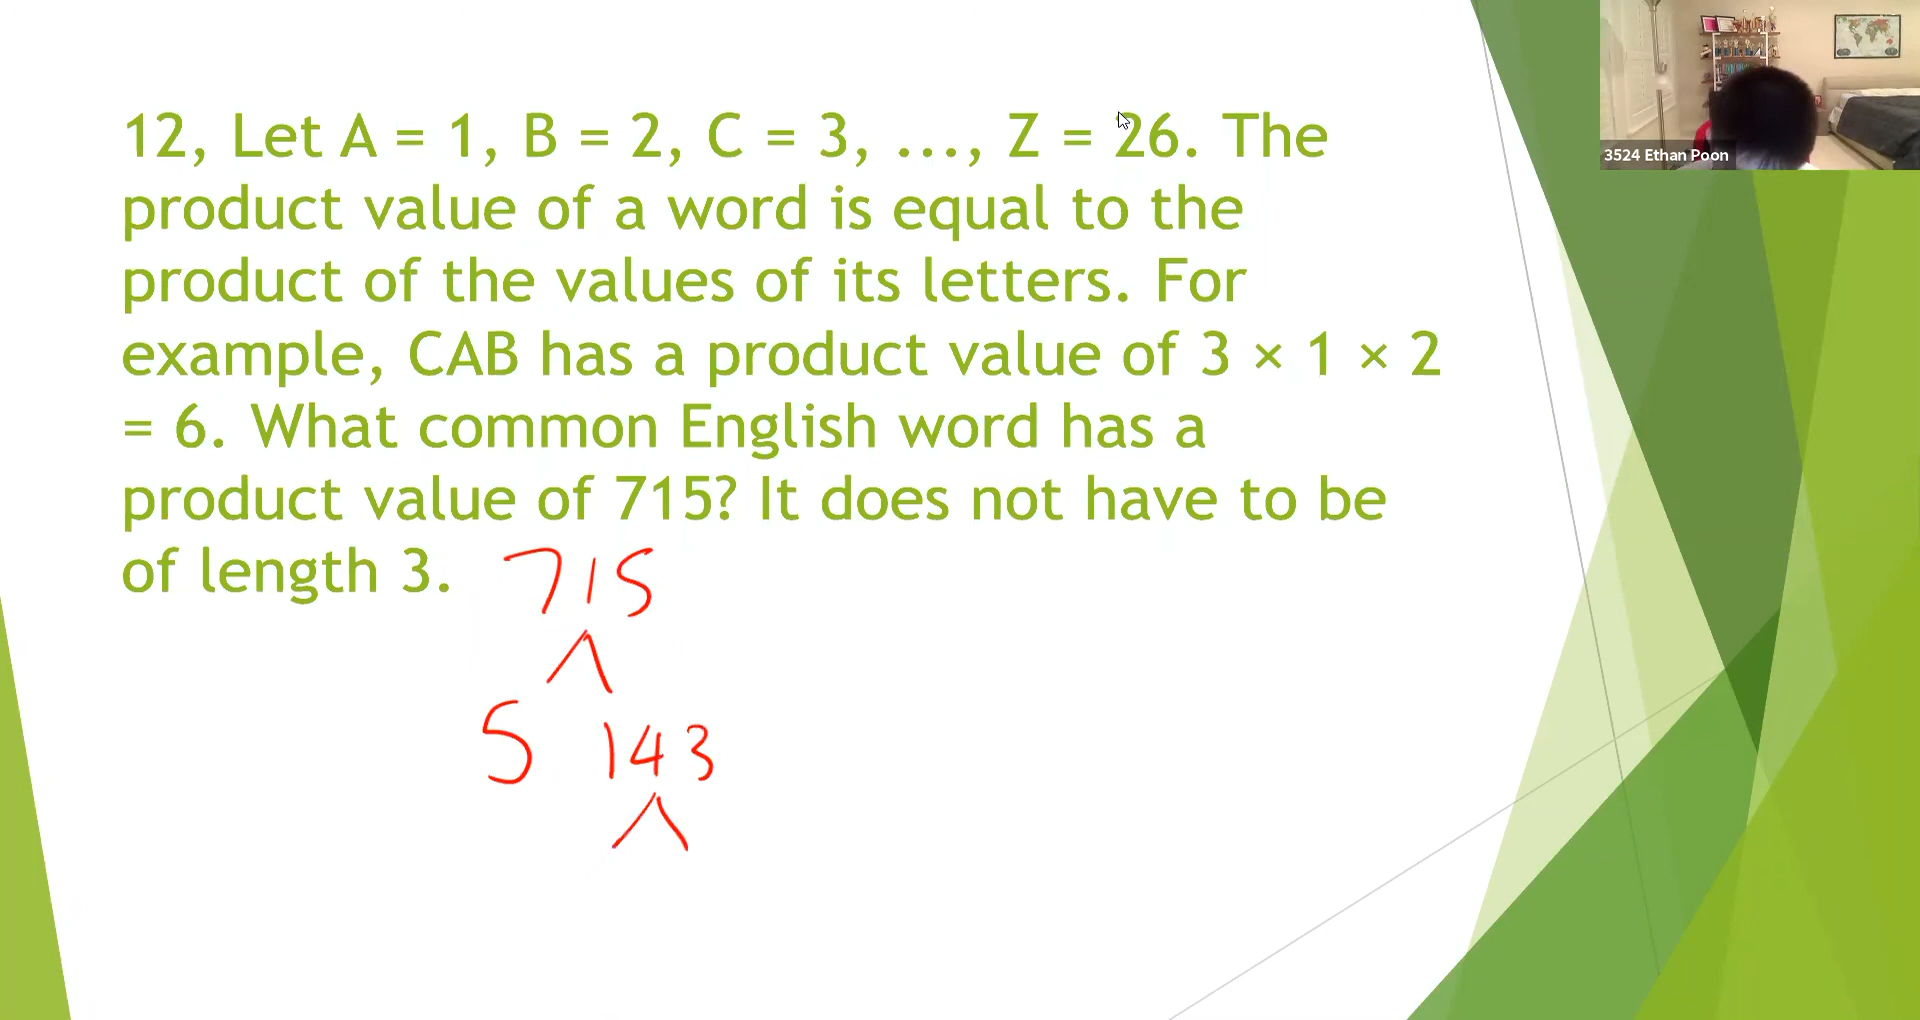 12, Let A = 1, B = 2, C = 3, ..., Z = 26. The
product value of a word is equal to the
product of the values of its letters. For
example, CAB has a product value of 3 × 1 × 2
= 6. What common English word has a
product value of 715? It does not have to be
of length 3.
715
5 143
3524 Ethan Poon